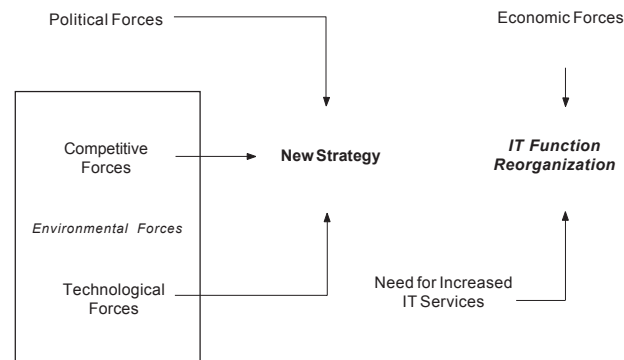 Political Forces
Economic Forces
Competitive
Forces
New Strategy
IT Function
Reorganization
Environmental Forces
Technological
Forces
Need for Increased
IT Services